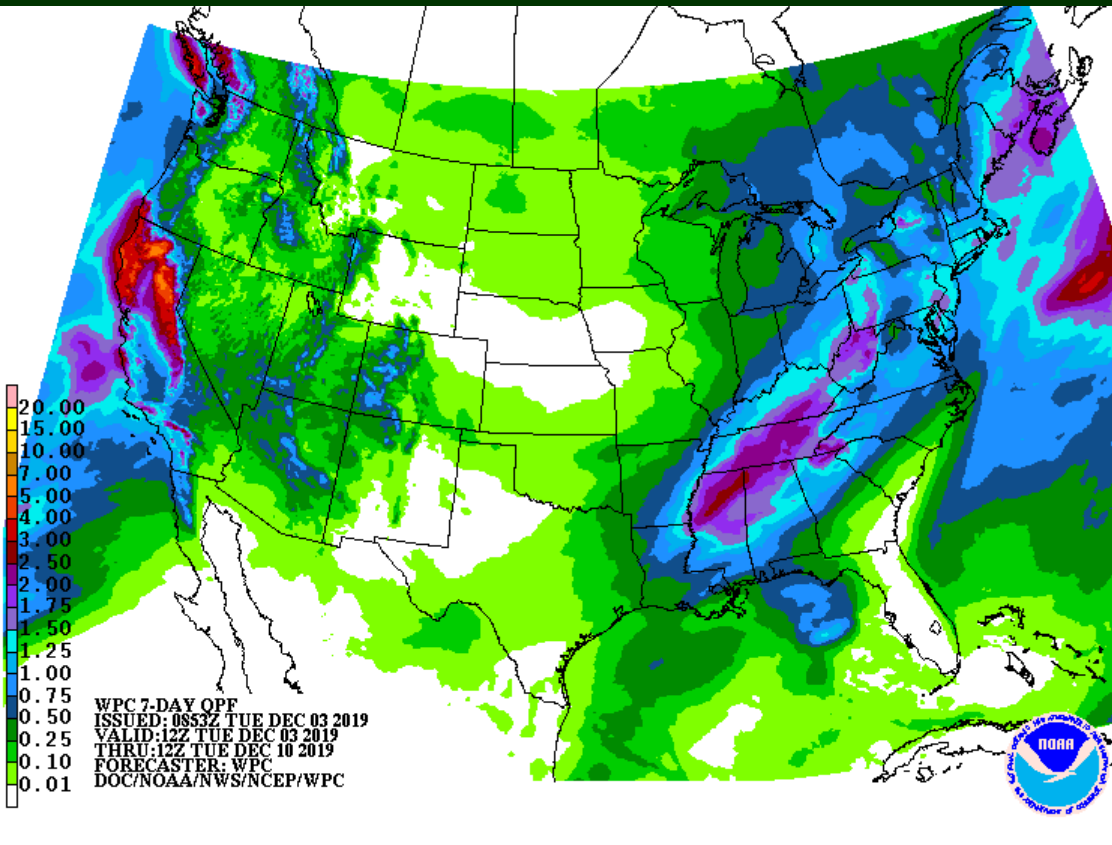 20.00
15.00
10.00
7.00
5.00
4.00
3.00
2.50
2.00
1.75
1.50
1.25
1.00
0.75
0.50
0.25
0.10
0.01
WPC 7-DAY QPF
ISSUED: 0853Z TUE DEC 03 2019
VALID:12Z TUE DEC 03 2019
THRU:12Z TUE DEC 10 2019
FORECASTER: WPC
DOC/NOAA/NWS/NCEP/WPC
NOAA